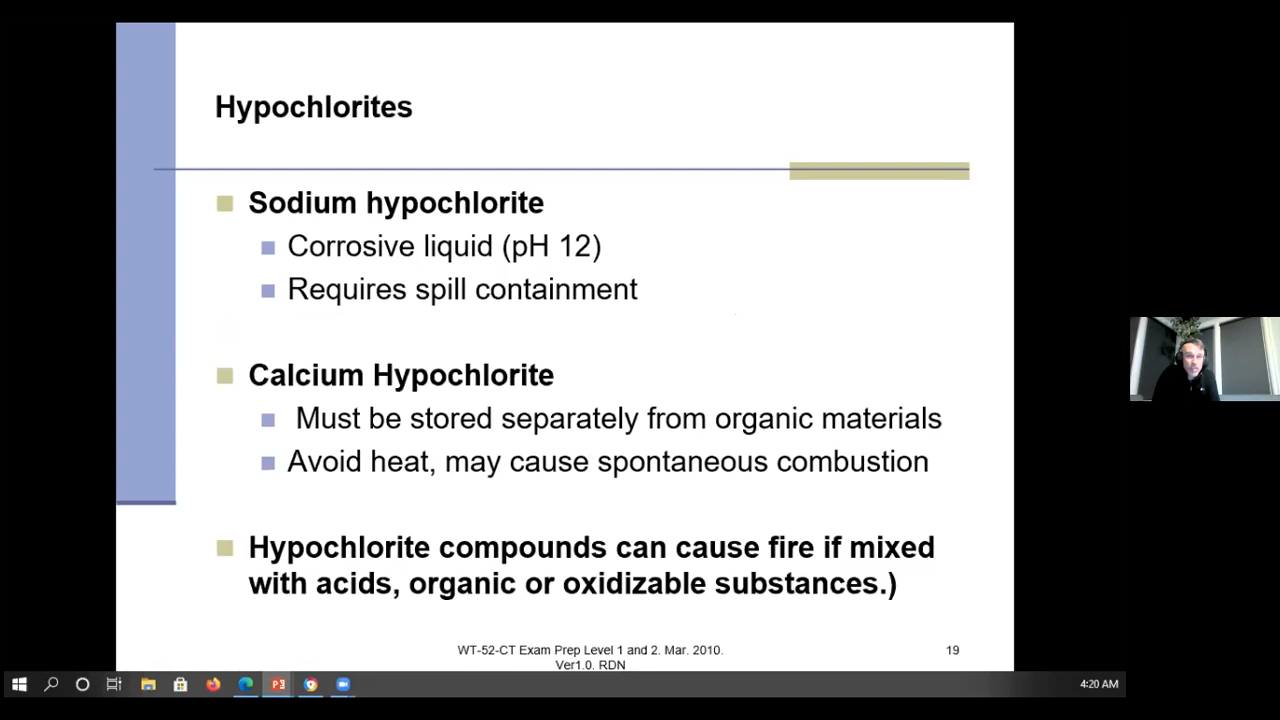 Hypochlorites
Sodium hypochlorite
Corrosive liquid (pH 12)
Requires spill containment
Calcium Hypochlorite
Must be stored separately from organic materials
Avoid heat, may cause spontaneous combustion
Hypochlorite compounds can cause fire if mixed
with acids, organic or oxidizable substances.)
WT-52-CT Exam Prep Level 1 and 2. Mar. 2010.
Ver1.0. RDN
19
4:20 AM